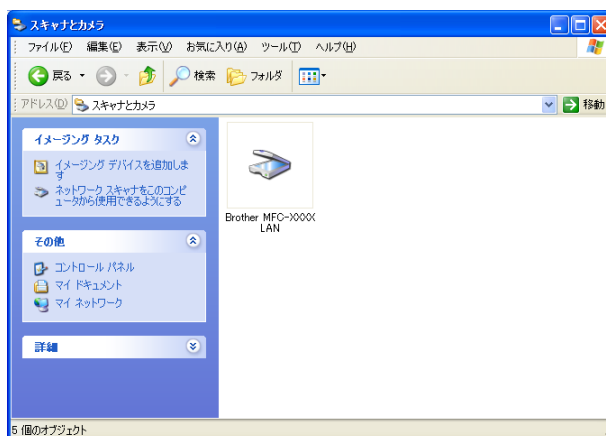 スキャナとカメラ
ファイル(F) 編集(E) 表示(V) お気に入り(A) ツール(T) ヘルプ(H)
戻る 検索 フォルダ
アドレス(D) スキャナとカメラ 移動
イメージング タスク
イメージング デバイスを追加しま
す
ネットワーク スキャナをこのコンピ
ュータから使用できるようにする
その他
コントロール パネル
マイ ドキュメント
マイ ネットワーク
詳細
Brother MFC-XXXX
LAN
5 個のオブジェクト